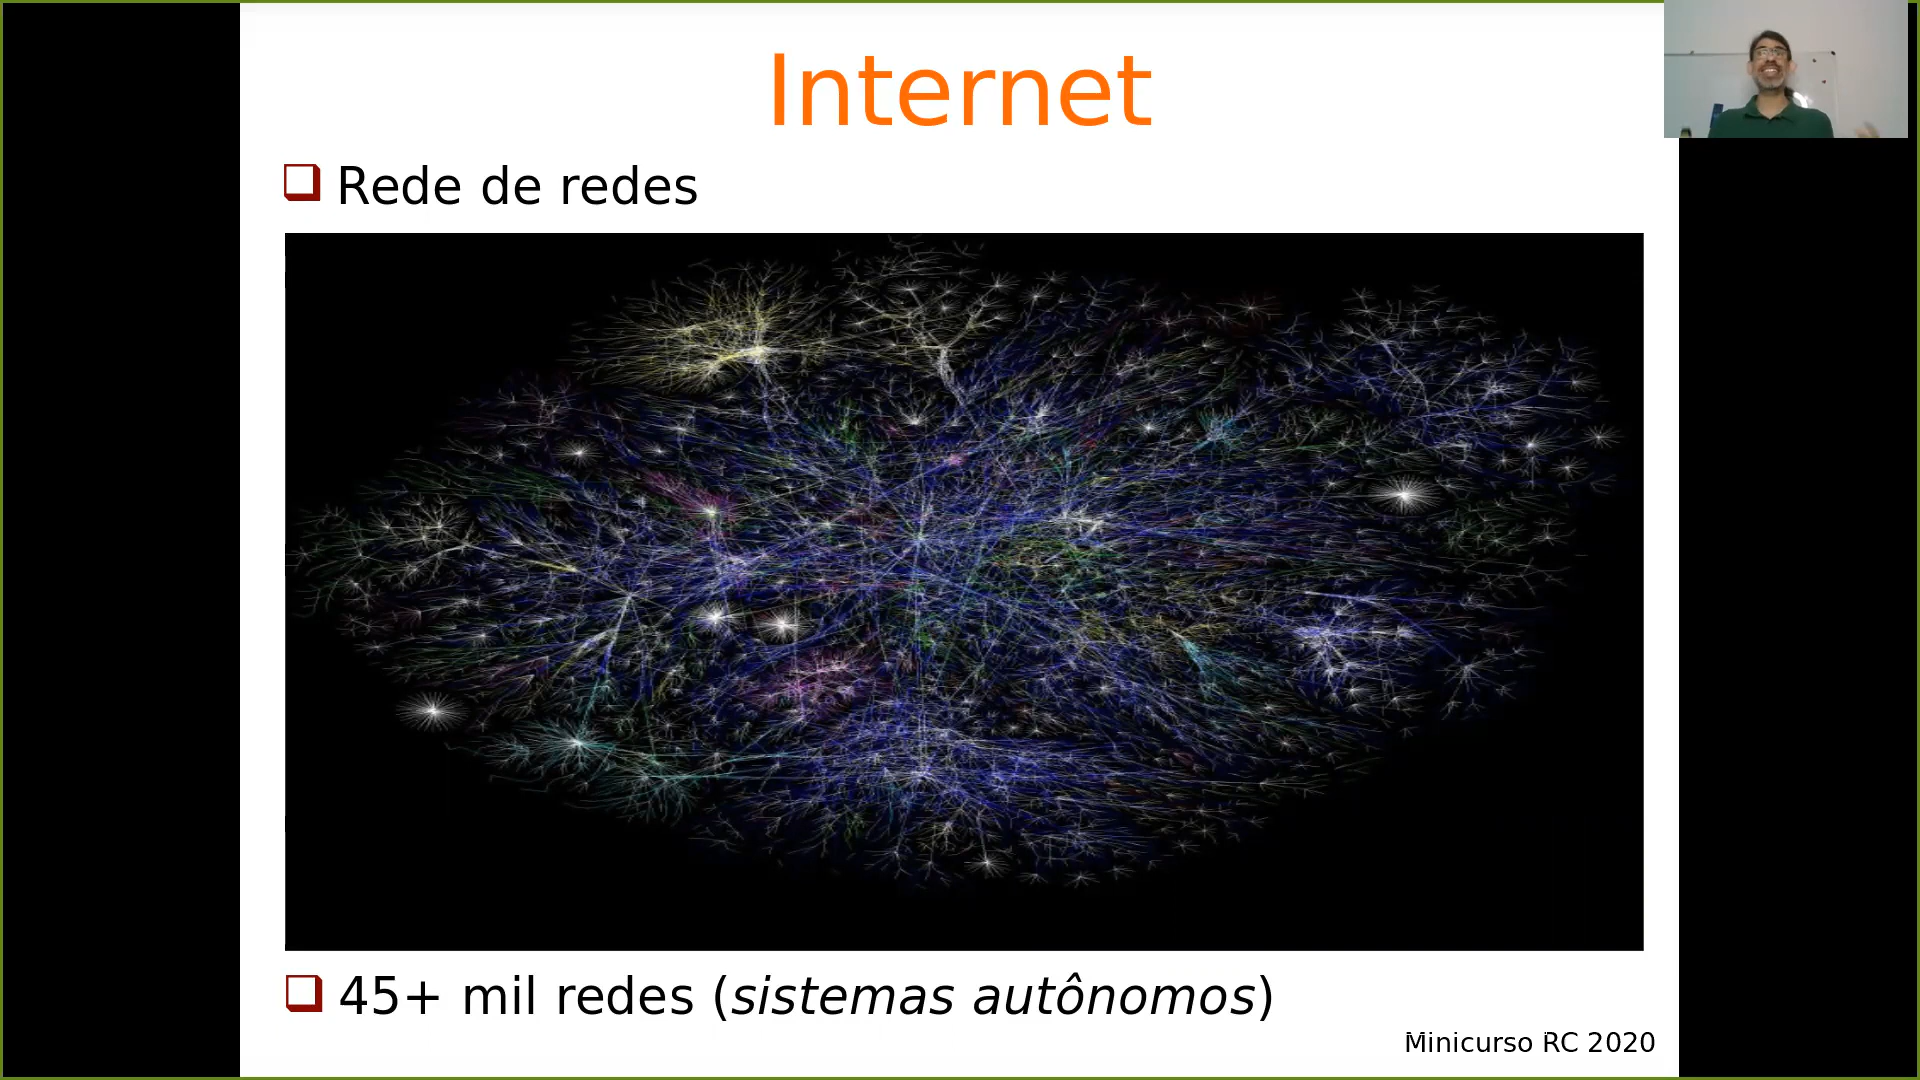 Internet
Rede de redes
45+ mil redes (sistemas autônomos)
Minicurso RC 2020